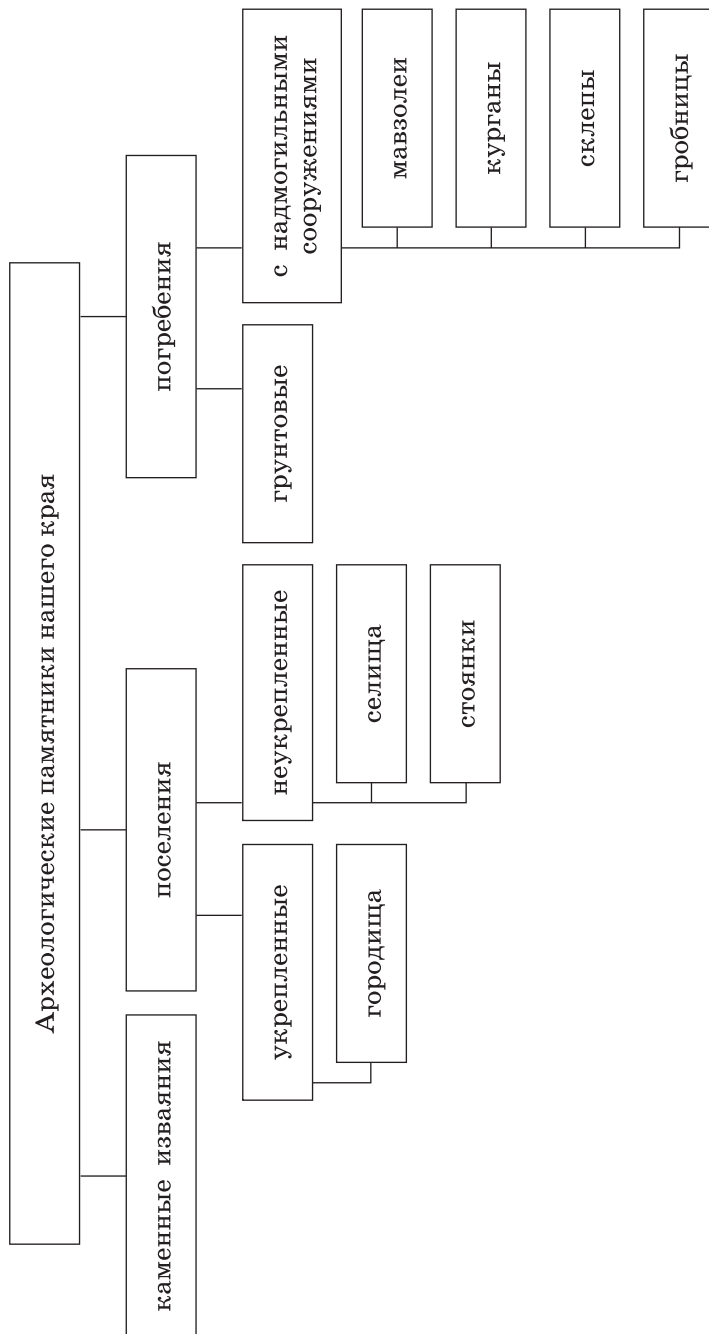 Археологические памятники нашего края
каменные изваяния
поселения
погребения
укрепленные
неукрепленные
грунтовые
с надмогильными
сооружениями
городища
селища
стоянки
мавзолеи
курганы
склепы
гробницы